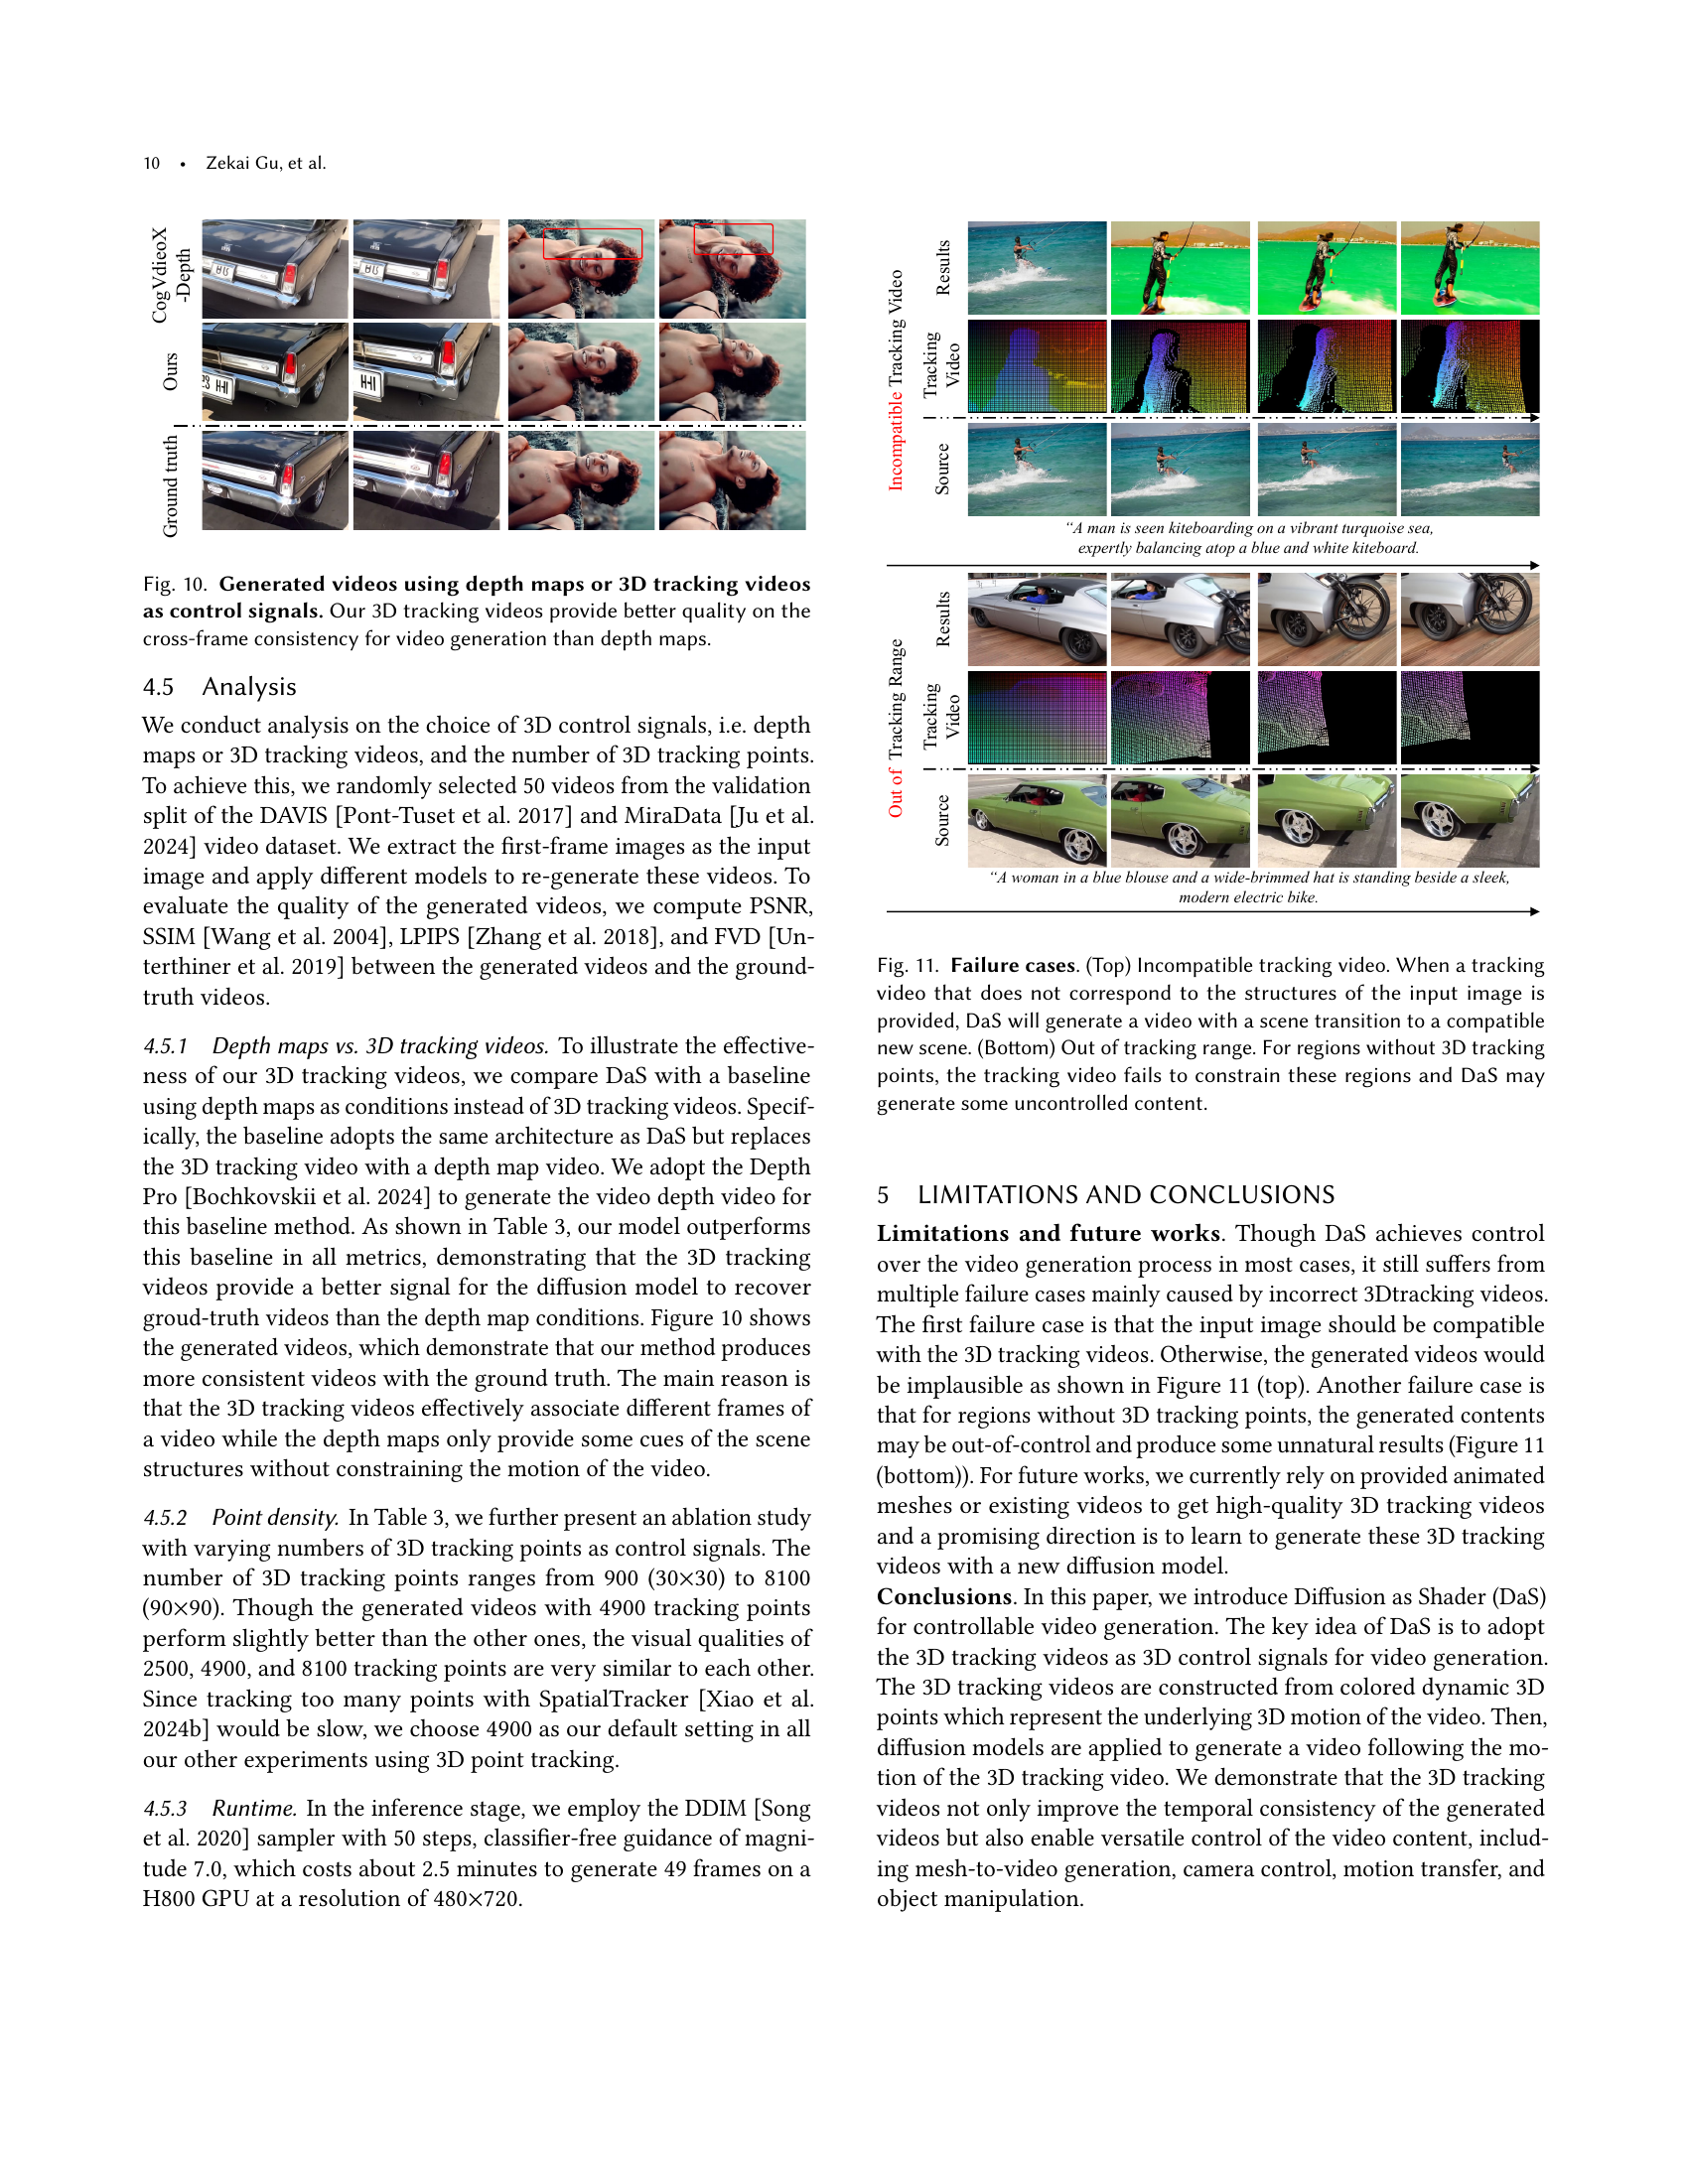 10 • Zekai Gu, et al.
CogVdieoX
-Depth
Ours
Ground truth
Fig. 10. Generated videos using depth maps or 3D tracking videos
as control signals. Our 3D tracking videos provide better quality on the
cross-frame consistency for video generation than depth maps.
4.5 Analysis
We conduct analysis on the choice of 3D control signals, i.e. depth
maps or 3D tracking videos, and the number of 3D tracking points.
To achieve this, we randomly selected 50 videos from the validation
split of the DAVIS [Pont-Tuset et al. 2017] and MiraData [Ju et al.
2024] video dataset. We extract the first-frame images as the input
image and apply different models to re-generate these videos. To
evaluate the quality of the generated videos, we compute PSNR,
SSIM [Wang et al. 2004], LPIPS [Zhang et al. 2018], and FVD [Un-
terthiner et al. 2019] between the generated videos and the ground-
truth videos.
4.5.1 Depth maps vs. 3D tracking videos. To illustrate the effective-
ness of our 3D tracking videos, we compare DaS with a baseline
using depth maps as conditions instead of 3D tracking videos. Specif-
ically, the baseline adopts the same architecture as DaS but replaces
the 3D tracking video with a depth map video. We adopt the Depth
Pro [Bochkovskii et al. 2024] to generate the video depth video for
this baseline method. As shown in Table 3, our model outperforms
this baseline in all metrics, demonstrating that the 3D tracking
videos provide a better signal for the diffusion model to recover
groud-truth videos than the depth map conditions. Figure 10 shows
the generated videos, which demonstrate that our method produces
more consistent videos with the ground truth. The main reason is
that the 3D tracking videos effectively associate different frames of
a video while the depth maps only provide some cues of the scene
structures without constraining the motion of the video.
4.5.2 Point density. In Table 3, we further present an ablation study
with varying numbers of 3D tracking points as control signals. The
number of 3D tracking points ranges from 900 (30×30) to 8100
(90×90). Though the generated videos with 4900 tracking points
perform slightly better than the other ones, the visual qualities of
2500, 4900, and 8100 tracking points are very similar to each other.
Since tracking too many points with SpatialTracker [Xiao et al.
2024b] would be slow, we choose 4900 as our default setting in all
our other experiments using 3D point tracking.
4.5.3 Runtime. In the inference stage, we employ the DDIM [Song
et al. 2020] sampler with 50 steps, classifier-free guidance of magni-
tude 7.0, which costs about 2.5 minutes to generate 49 frames on a
H800 GPU at a resolution of 480×720.
Incompatible Tracking Video
Results
Tracking
Video
Source
“A man is seen kiteboarding on a vibrant turquoise sea,
expertly balancing atop a blue and white kiteboard.
Out of Tracking Range
Results
Tracking
Video
Source
“A woman in a blue blouse and a wide-brimmed hat is standing beside a sleek,
modern electric bike.
Fig. 11. Failure cases. (Top) Incompatible tracking video. When a tracking
video that does not correspond to the structures of the input image is
provided, DaS will generate a video with a scene transition to a compatible
new scene. (Bottom) Out of tracking range. For regions without 3D tracking
points, the tracking video fails to constrain these regions and DaS may
generate some uncontrolled content.
5 LIMITATIONS AND CONCLUSIONS
Limitations and future works. Though DaS achieves control
over the video generation process in most cases, it still suffers from
multiple failure cases mainly caused by incorrect 3Dtracking videos.
The first failure case is that the input image should be compatible
with the 3D tracking videos. Otherwise, the generated videos would
be implausible as shown in Figure 11 (top). Another failure case is
that for regions without 3D tracking points, the generated contents
may be out-of-control and produce some unnatural results (Figure 11
(bottom)). For future works, we currently rely on provided animated
meshes or existing videos to get high-quality 3D tracking videos
and a promising direction is to learn to generate these 3D tracking
videos with a new diffusion model.
Conclusions. In this paper, we introduce Diffusion as Shader (DaS)
for controllable video generation. The key idea of DaS is to adopt
the 3D tracking videos as 3D control signals for video generation.
The 3D tracking videos are constructed from colored dynamic 3D
points which represent the underlying 3D motion of the video. Then,
diffusion models are applied to generate a video following the mo-
tion of the 3D tracking video. We demonstrate that the 3D tracking
videos not only improve the temporal consistency of the generated
videos but also enable versatile control of the video content, includ-
ing mesh-to-video generation, camera control, motion transfer, and
object manipulation.